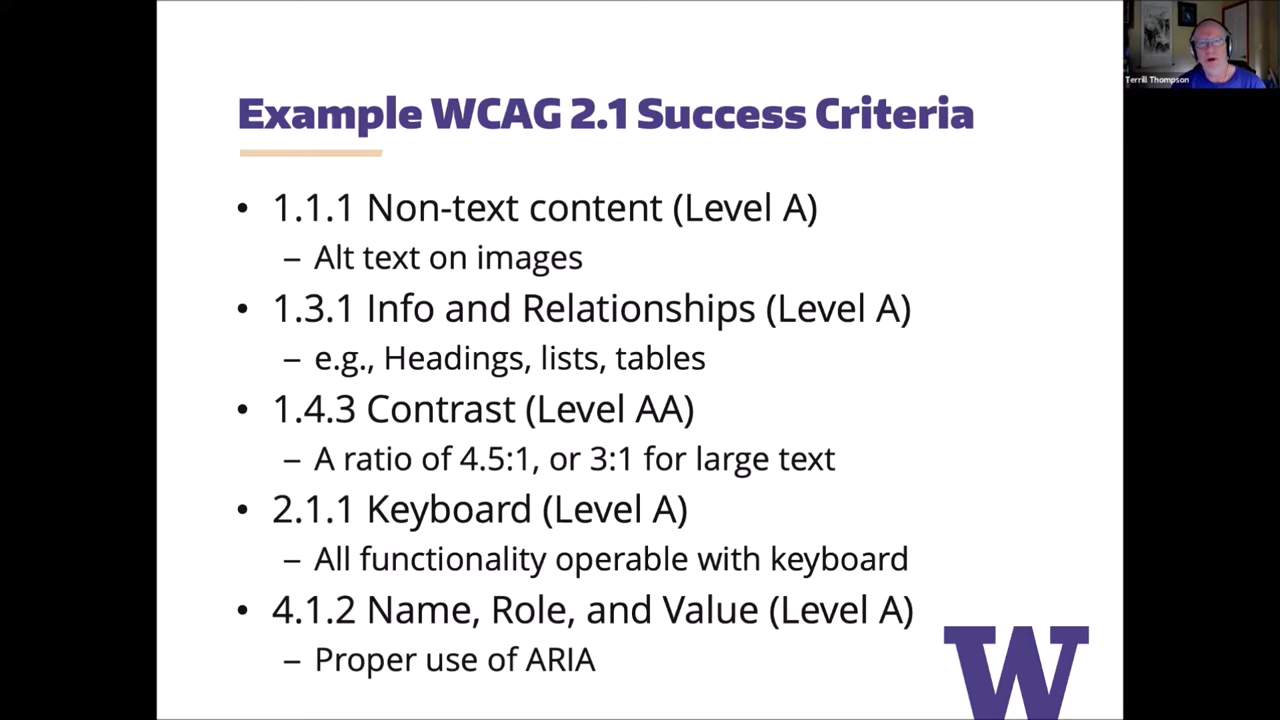 Example WCAG 2.1 Success Criteria
• 1.1.1 Non-text content (Level A)
– Alt text on images
• 1.3.1 Info and Relationships (Level A)
– e.g., Headings, lists, tables
• 1.4.3 Contrast (Level AA)
– A ratio of 4.5:1, or 3:1 for large text
• 2.1.1 Keyboard (Level A)
– All functionality operable with keyboard
• 4.1.2 Name, Role, and Value (Level A)
– Proper use of ARIA
W
Terrill Thompson